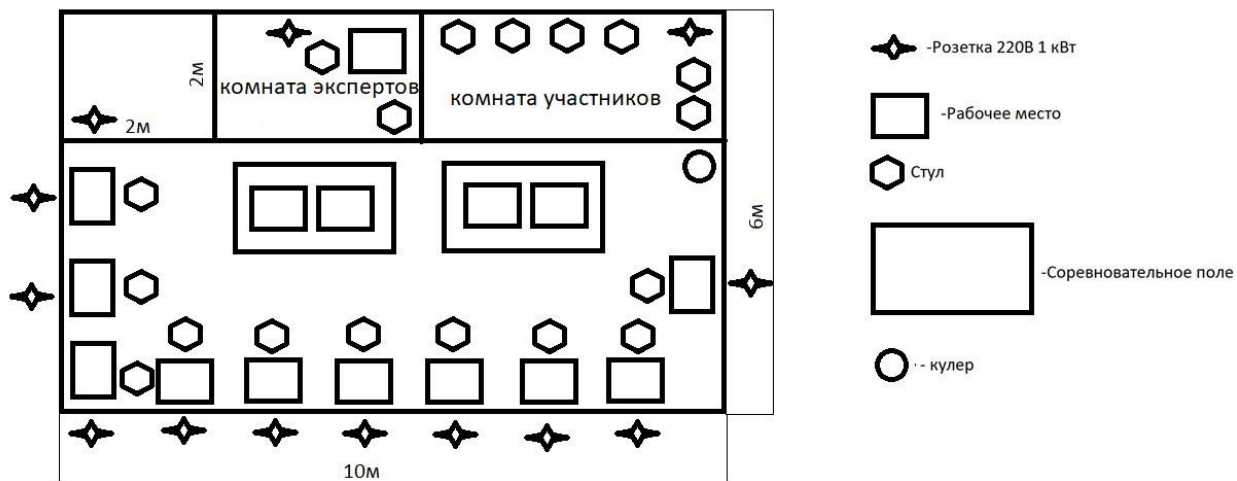 2м
комната экспертов
комната участников
2м
6м
10м
-Розетка 220В 1 кВт
-Рабочее место
Стул
-Соревновательное поле
- кулер